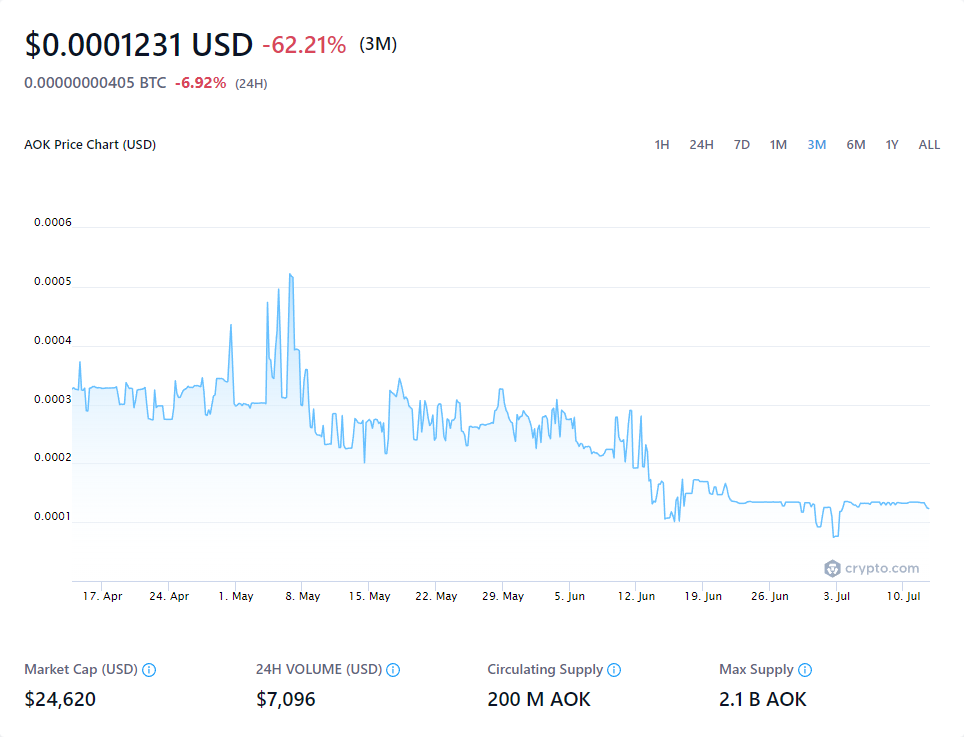 $0.0001231 USD -62.21% (3M)
0.00000000405 BTC -6.92% (24H)
AOK Price Chart (USD) 1H 24H 7D 1M 3M 6M 1Y ALL
0.0006
0.0005
0.0004
0.0003
0.0002
0.0001
crypto.com
17. Apr 24. Apr 1. May 8. May 15. May 22. May 29. May 5. Jun 12. Jun 19. Jun 26. Jun 3. Jul 10. Jul
Market Cap (USD) 24H VOLUME (USD) Circulating Supply Max Supply
$24,620 $7,096 200 M AOK 2.1 B AOK